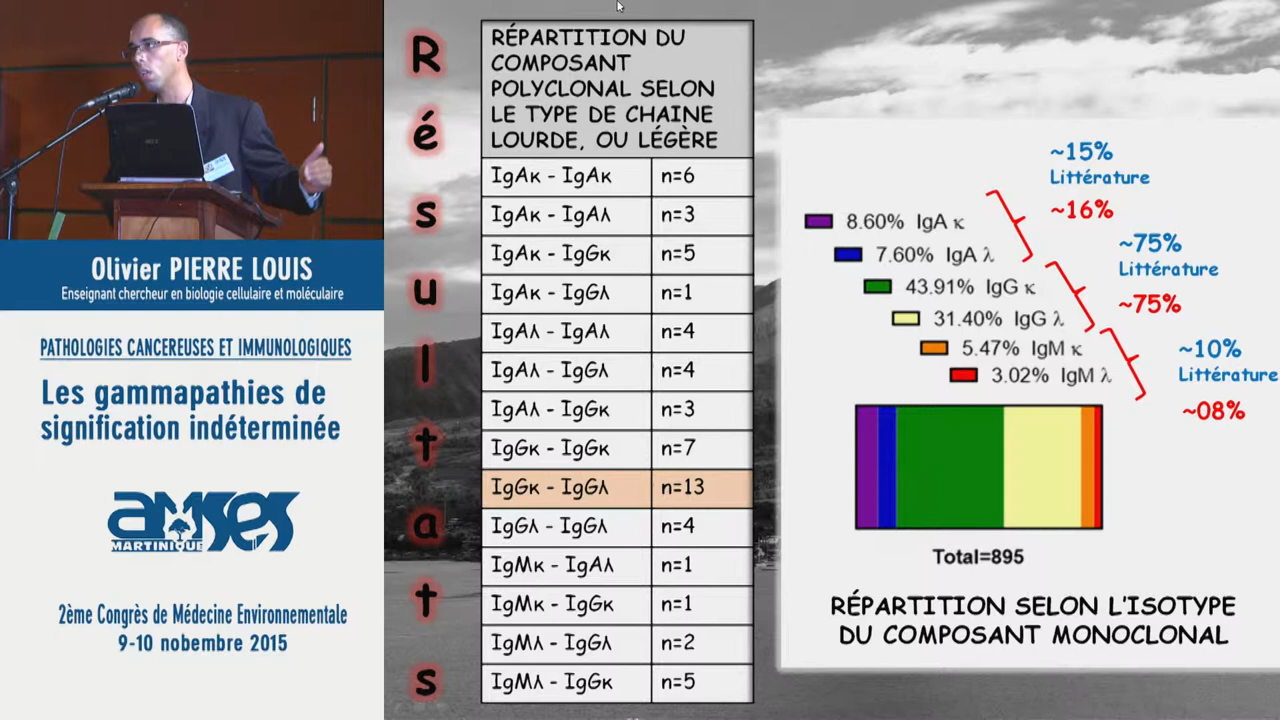 Olivier PIERRE LOUIS
Enseignant chercheur en biologie cellulaire et moléculaire
PATHOLOGIES CANCEREUSES ET IMMUNOLOGIQUES
Les gammapathies de
signification indéterminée
amses
MARTINIQUE
2ème Congrès de Médecine Environnementale
9-10 nobembre 2015
Résultats
RÉPARTITION DU
COMPOSANT
POLYCLONAL SELON
LE TYPE DE CHAINE
LOURDE, OU LÉGÈRE
IgAκ - IgAκ n=6
IgAκ - IgAλ n=3
IgAκ - IgGκ n=5
IgAκ - IgGλ n=1
IgAλ - IgAλ n=4
IgAλ - IgGλ n=4
IgAλ - IgGκ n=3
IgGκ - IgGκ n=7
IgGκ - IgGλ n=13
IgGλ - IgGλ n=4
IgMκ - IgAλ n=1
IgMκ - IgGκ n=1
IgMλ - IgGλ n=2
IgMλ - IgGκ n=5
~15%
Littérature
~16%
8.60% IgA κ
7.60% IgA λ
~75%
Littérature
~75%
43.91% IgG κ
31.40% IgG λ
~10%
Littérature
~08%
5.47% IgM κ
3.02% IgM λ
Total=895
RÉPARTITION SELON L'ISOTYPE
DU COMPOSANT MONOCLONAL